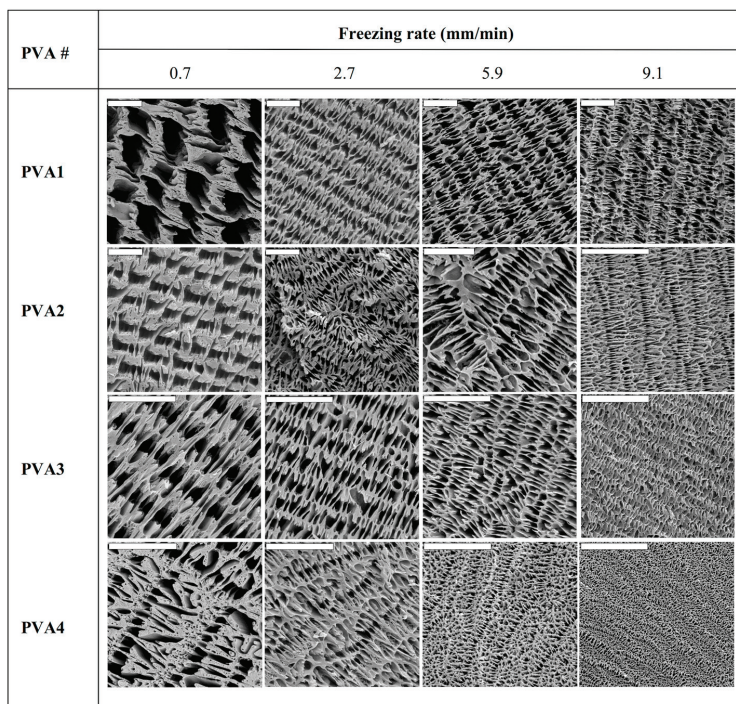 PVA #
Freezing rate (mm/min)
0.7 2.7 5.9 9.1
PVA1
PVA2
PVA3
PVA4